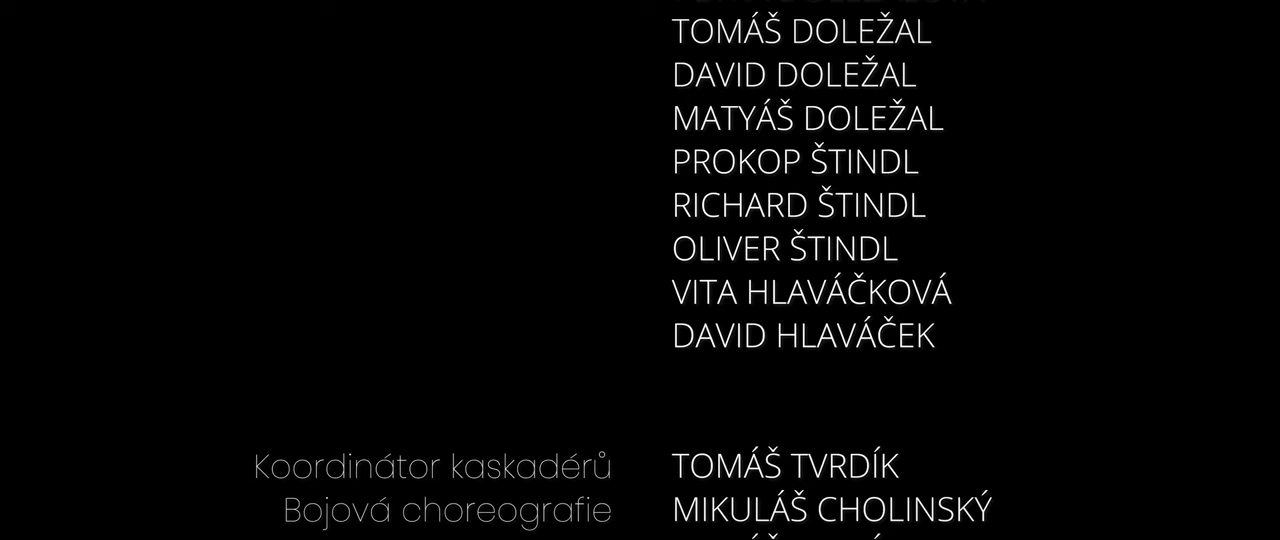 TOMÁŠ DOLEŽAL
DAVID DOLEŽAL
MATYÁŠ DOLEŽAL
PROKOP ŠTINDL
RICHARD ŠTINDL
OLIVER ŠTINDL
VITA HLAVÁČKOVÁ
DAVID HLAVÁČEK
Koordinátor kaskadérů TOMÁŠ TVRDÍK
Bojová choreografie MIKULÁŠ CHOLINSKÝ